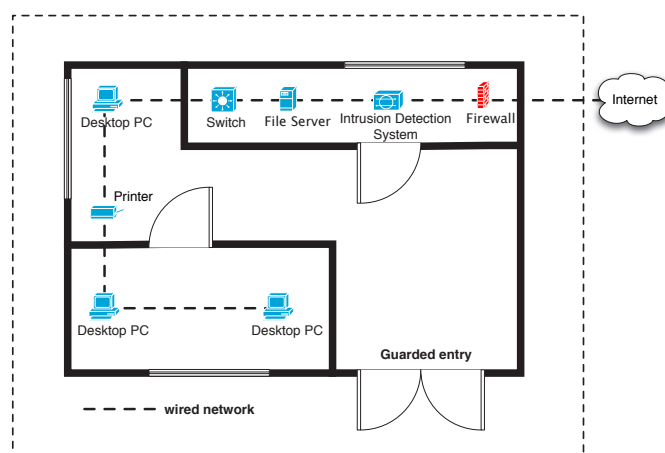 Internet
Desktop PC
Switch
File Server
Intrusion Detection
System
Firewall
Printer
Desktop PC
Desktop PC
Guarded entry
wired network